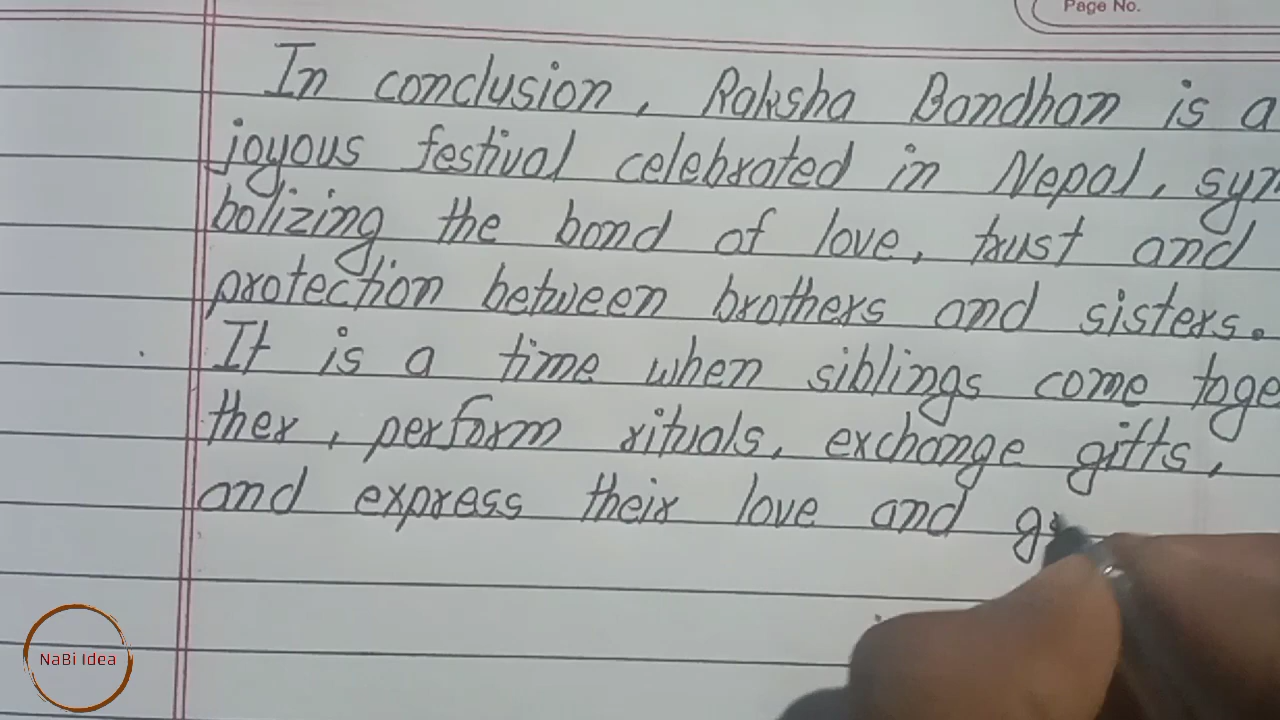 Page No.
In conclusion, Raksha Bandhan is a
joyous festival celebrated in Nepal, sym
bolizing the bond of love, trust and
protection between brothers and sisters.
It is a time when siblings come toge
ther, perform rituals, exchange gifts,
and express their love and
NaBi Idea